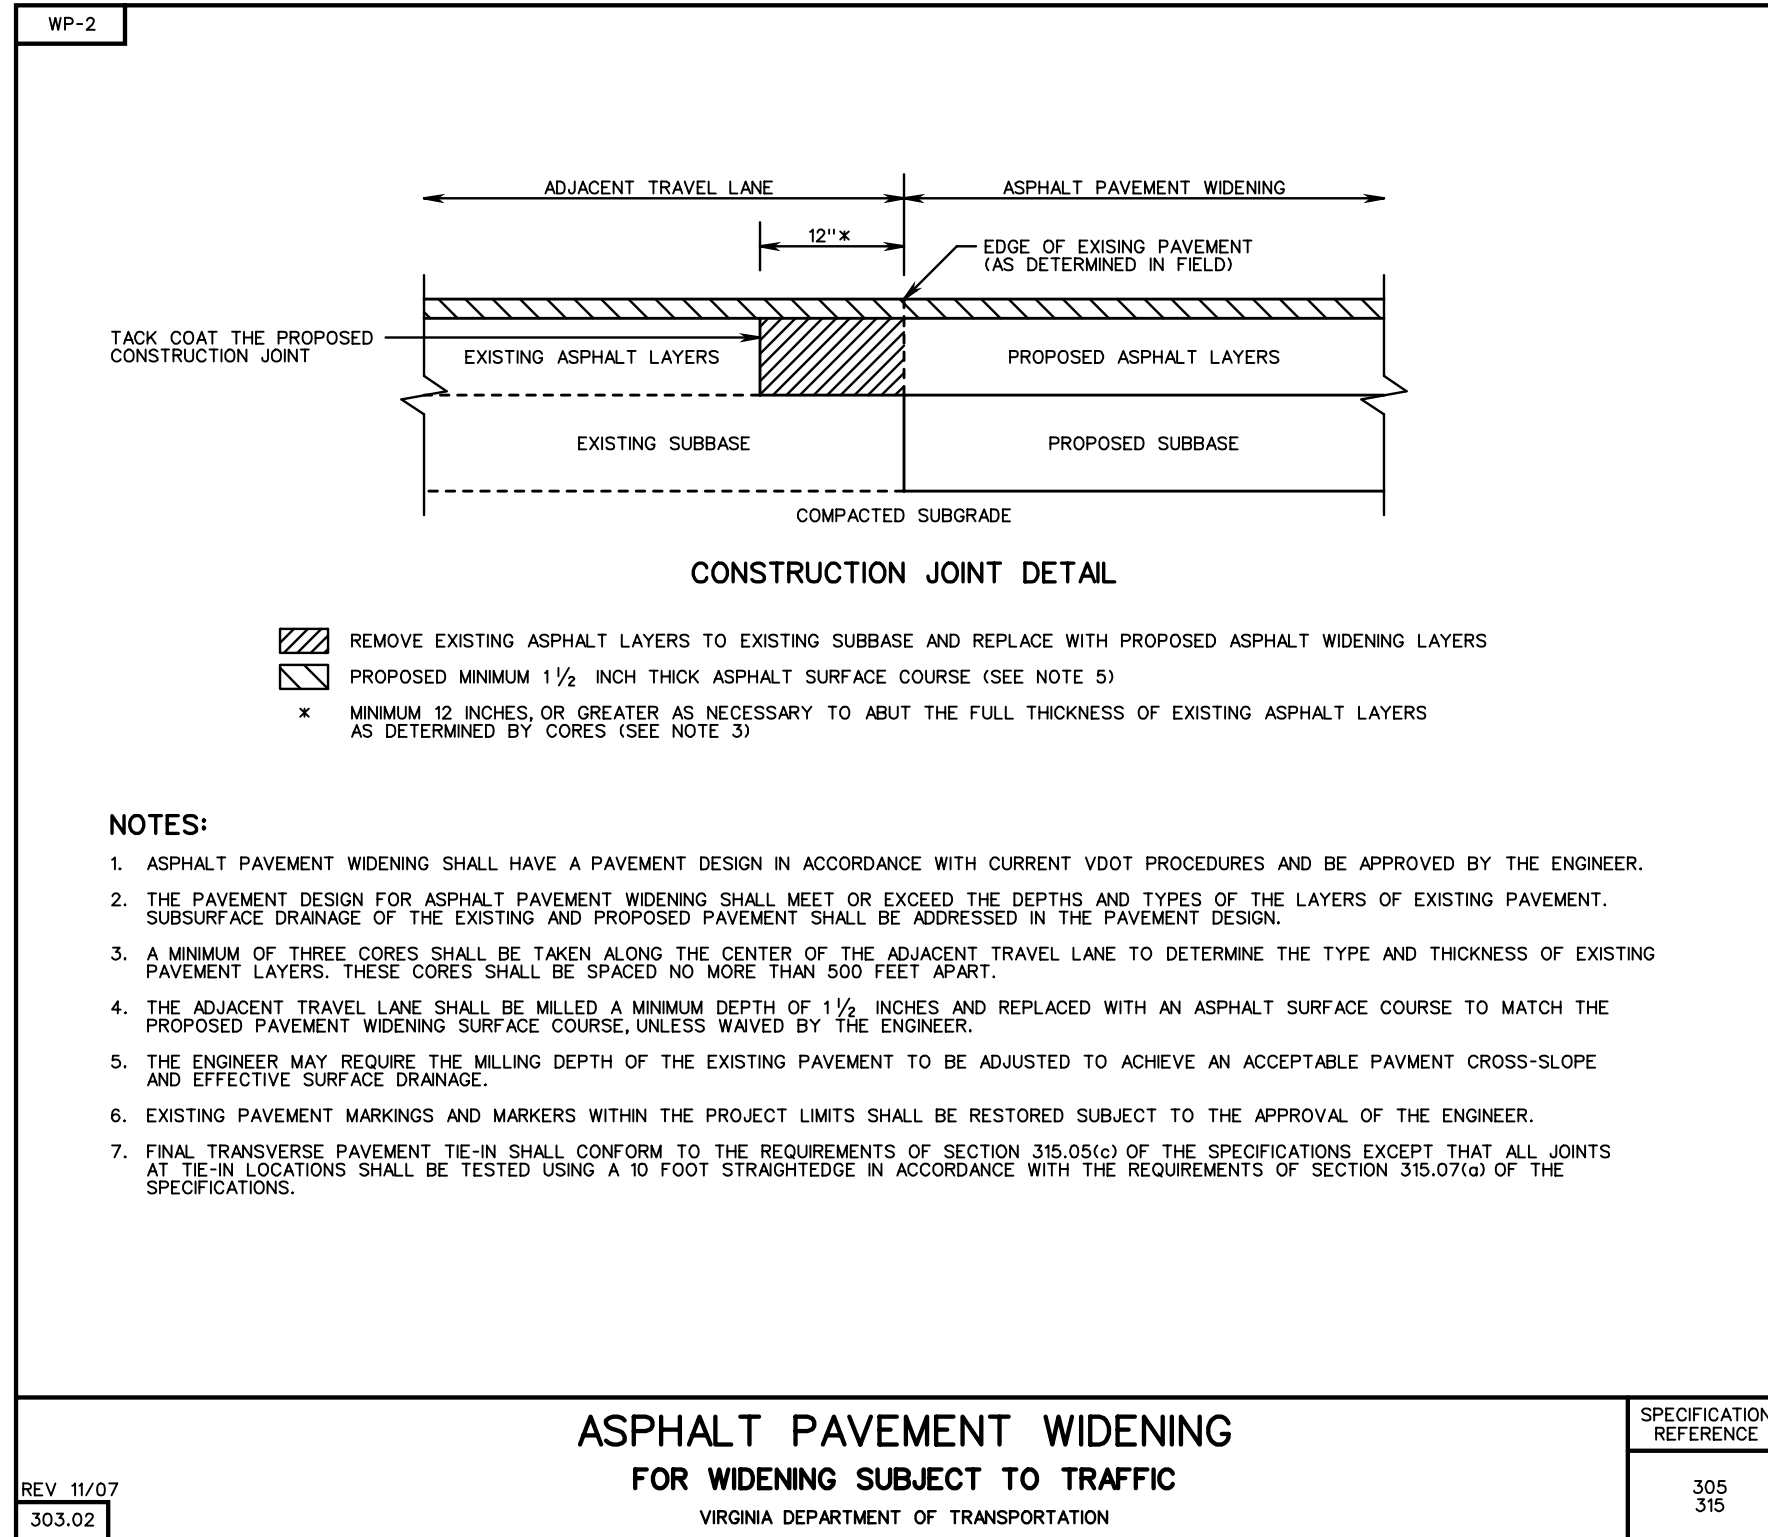 WP-2
ADJACENT TRAVEL LANE
ASPHALT PAVEMENT WIDENING
12"*
EDGE OF EXISING PAVEMENT
(AS DETERMINED IN FIELD)
TACK COAT THE PROPOSED
CONSTRUCTION JOINT
EXISTING ASPHALT LAYERS
PROPOSED ASPHALT LAYERS
EXISTING SUBBASE
PROPOSED SUBBASE
COMPACTED SUBGRADE
CONSTRUCTION JOINT DETAIL
REMOVE EXISTING ASPHALT LAYERS TO EXISTING SUBBASE AND REPLACE WITH PROPOSED ASPHALT WIDENING LAYERS
PROPOSED MINIMUM 1 1/2 INCH THICK ASPHALT SURFACE COURSE (SEE NOTE 5)
* MINIMUM 12 INCHES, OR GREATER AS NECESSARY TO ABUT THE FULL THICKNESS OF EXISTING ASPHALT LAYERS
AS DETERMINED BY CORES (SEE NOTE 3)
NOTES:
1. ASPHALT PAVEMENT WIDENING SHALL HAVE A PAVEMENT DESIGN IN ACCORDANCE WITH CURRENT VDOT PROCEDURES AND BE APPROVED BY THE ENGINEER.
2. THE PAVEMENT DESIGN FOR ASPHALT PAVEMENT WIDENING SHALL MEET OR EXCEED THE DEPTHS AND TYPES OF THE LAYERS OF EXISTING PAVEMENT.
SUBSURFACE DRAINAGE OF THE EXISTING AND PROPOSED PAVEMENT SHALL BE ADDRESSED IN THE PAVEMENT DESIGN.
3. A MINIMUM OF THREE CORES SHALL BE TAKEN ALONG THE CENTER OF THE ADJACENT TRAVEL LANE TO DETERMINE THE TYPE AND THICKNESS OF EXISTING
PAVEMENT LAYERS. THESE CORES SHALL BE SPACED NO MORE THAN 500 FEET APART.
4. THE ADJACENT TRAVEL LANE SHALL BE MILLED A MINIMUM DEPTH OF 1 1/2 INCHES AND REPLACED WITH AN ASPHALT SURFACE COURSE TO MATCH THE
PROPOSED PAVEMENT WIDENING SURFACE COURSE, UNLESS WAIVED BY THE ENGINEER.
5. THE ENGINEER MAY REQUIRE THE MILLING DEPTH OF THE EXISTING PAVEMENT TO BE ADJUSTED TO ACHIEVE AN ACCEPTABLE PAVMENT CROSS-SLOPE
AND EFFECTIVE SURFACE DRAINAGE.
6. EXISTING PAVEMENT MARKINGS AND MARKERS WITHIN THE PROJECT LIMITS SHALL BE RESTORED SUBJECT TO THE APPROVAL OF THE ENGINEER.
7. FINAL TRANSVERSE PAVEMENT TIE-IN SHALL CONFORM TO THE REQUIREMENTS OF SECTION 315.05(c) OF THE SPECIFICATIONS EXCEPT THAT ALL JOINTS
AT TIE-IN LOCATIONS SHALL BE TESTED USING A 10 FOOT STRAIGHTEDGE IN ACCORDANCE WITH THE REQUIREMENTS OF SECTION 315.07(a) OF THE
SPECIFICATIONS.
ASPHALT PAVEMENT WIDENING
FOR WIDENING SUBJECT TO TRAFFIC
VIRGINIA DEPARTMENT OF TRANSPORTATION
REV 11/07
303.02
SPECIFICATION
REFERENCE
305
315